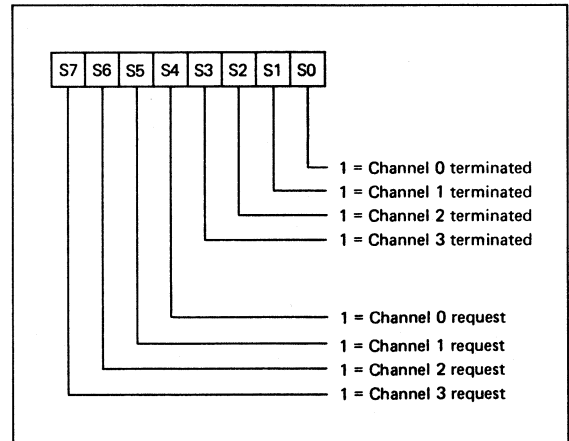 S7 S6 S5 S4 S3 S2 S1 S0
1 = Channel 0 terminated
1 = Channel 1 terminated
1 = Channel 2 terminated
1 = Channel 3 terminated
1 = Channel 0 request
1 = Channel 1 request
1 = Channel 2 request
1 = Channel 3 request